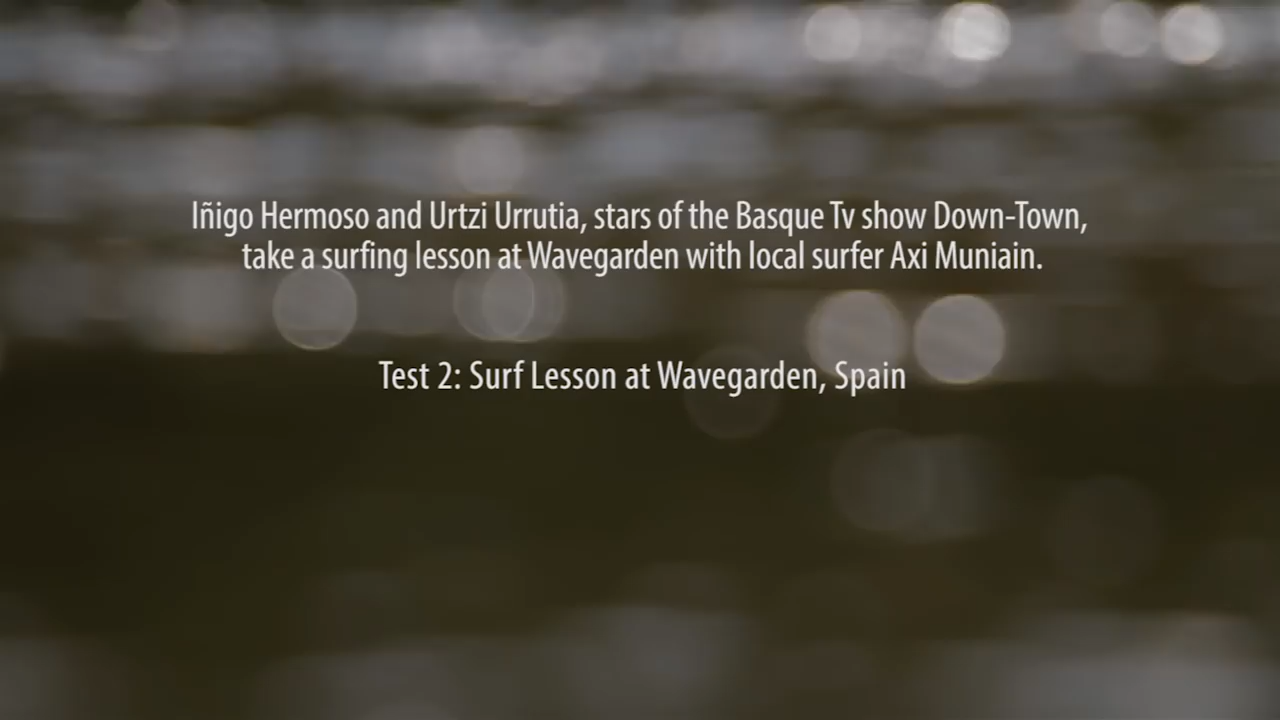 Iñigo Hermoso and Urtzi Urrutia, stars of the Basque Tv show Down-Town,
take a surfing lesson at Wavegarden with local surfer Axi Muniain.
Test 2: Surf Lesson at Wavegarden, Spain